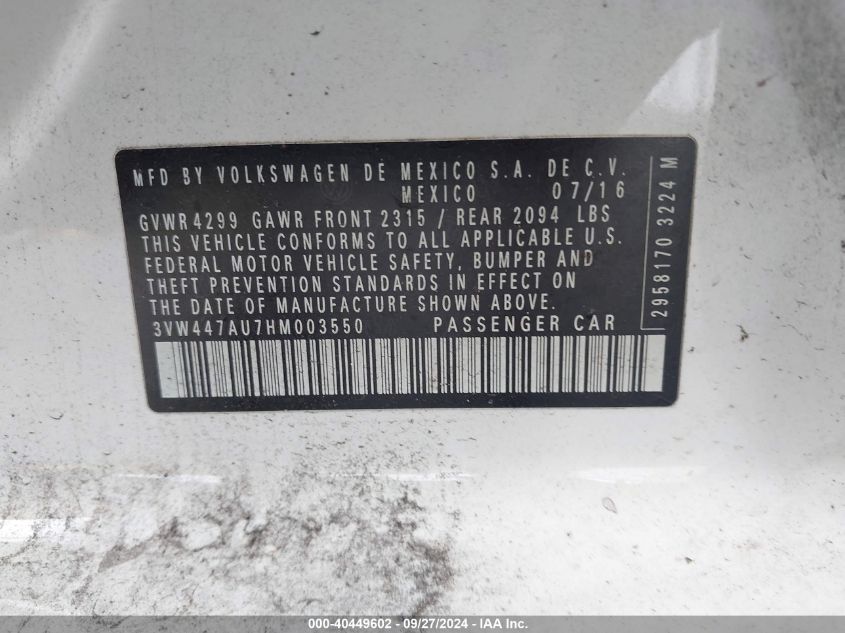 MFD BY VOLKSWAGEN DE MEXICO S.A. DE C.V.
MEXICO 07/16
GVWR 4299 GAWR FRONT 2315 / REAR 2094 LBS
THIS VEHICLE CONFORMS TO ALL APPLICABLE U.S.
FEDERAL MOTOR VEHICLE SAFETY, BUMPER AND
THEFT PREVENTION STANDARDS IN EFFECT ON
THE DATE OF MANUFACTURE SHOWN ABOVE.
3VW447AU7HM003550 PASSENGER CAR
2958170 3224 M
000-40449602 - 09/27/2024 - IAA Inc.